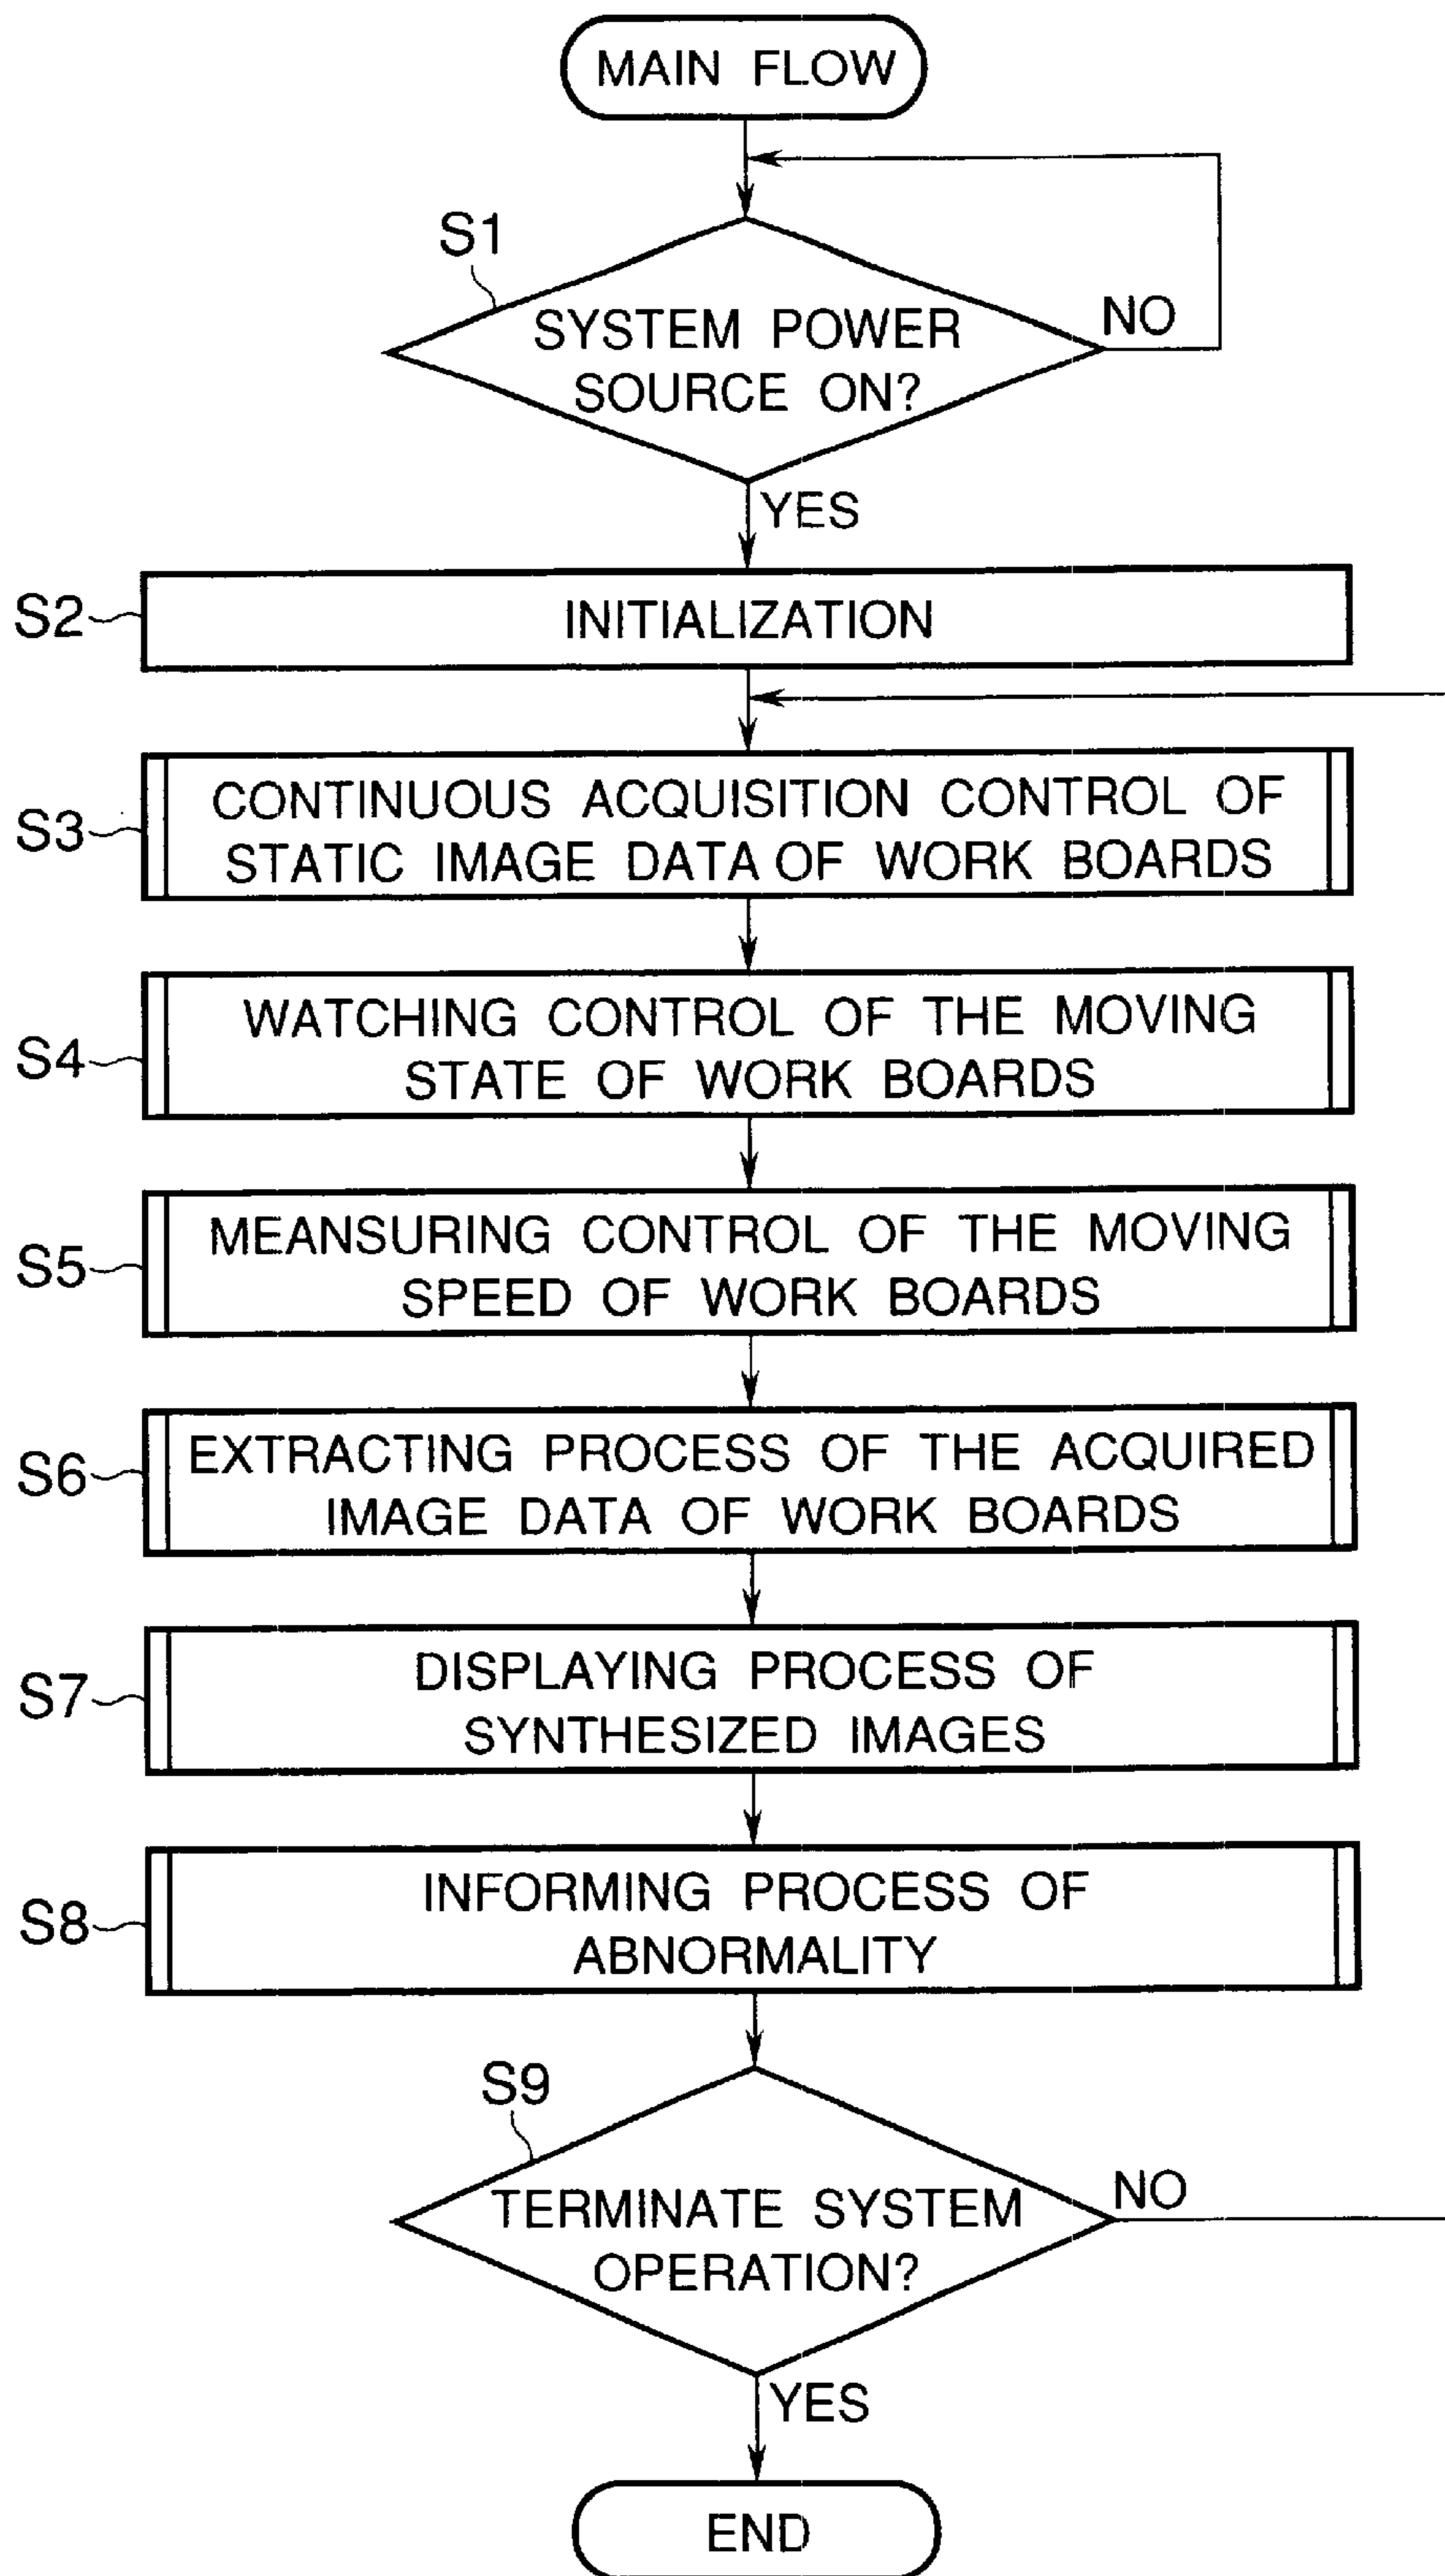 MAIN FLOW
S1
SYSTEM POWER
SOURCE ON?
NO
YES
S2
INITIALIZATION
S3
CONTINUOUS ACQUISITION CONTROL OF
STATIC IMAGE DATA OF WORK BOARDS
S4
WATCHING CONTROL OF THE MOVING
STATE OF WORK BOARDS
S5
MEANSURING CONTROL OF THE MOVING
SPEED OF WORK BOARDS
S6
EXTRACTING PROCESS OF THE ACQUIRED
IMAGE DATA OF WORK BOARDS
S7
DISPLAYING PROCESS OF
SYNTHESIZED IMAGES
S8
INFORMING PROCESS OF
ABNORMALITY
S9
TERMINATE SYSTEM
OPERATION?
NO
YES
END